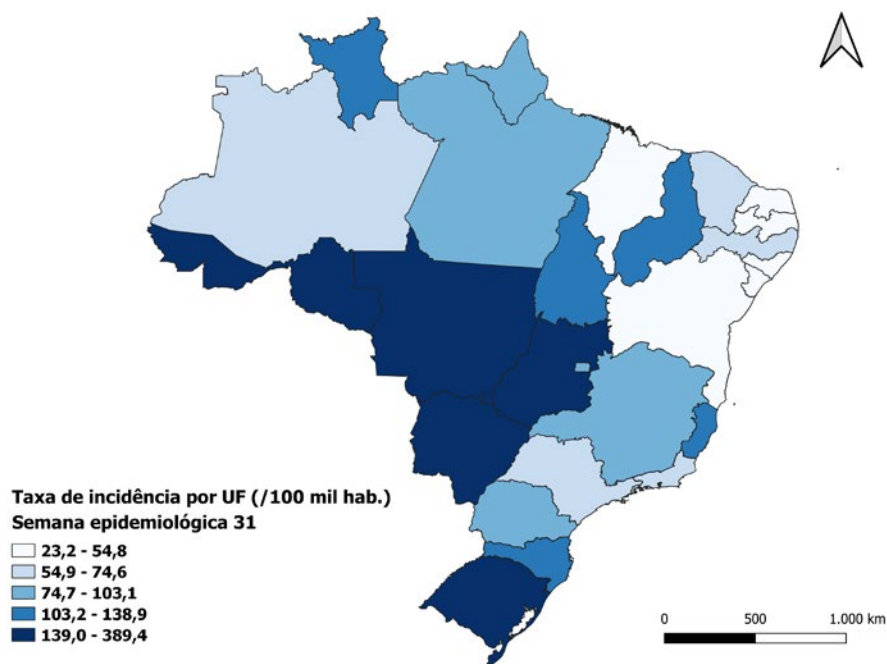 Taxa de incidência por UF (/100 mil hab.)
Semana epidemiológica 31
23,2 - 54,8
54,9 - 74,6
74,7 - 103,1
103,2 - 138,9
139,0 - 389,4
0 500 1.000 km